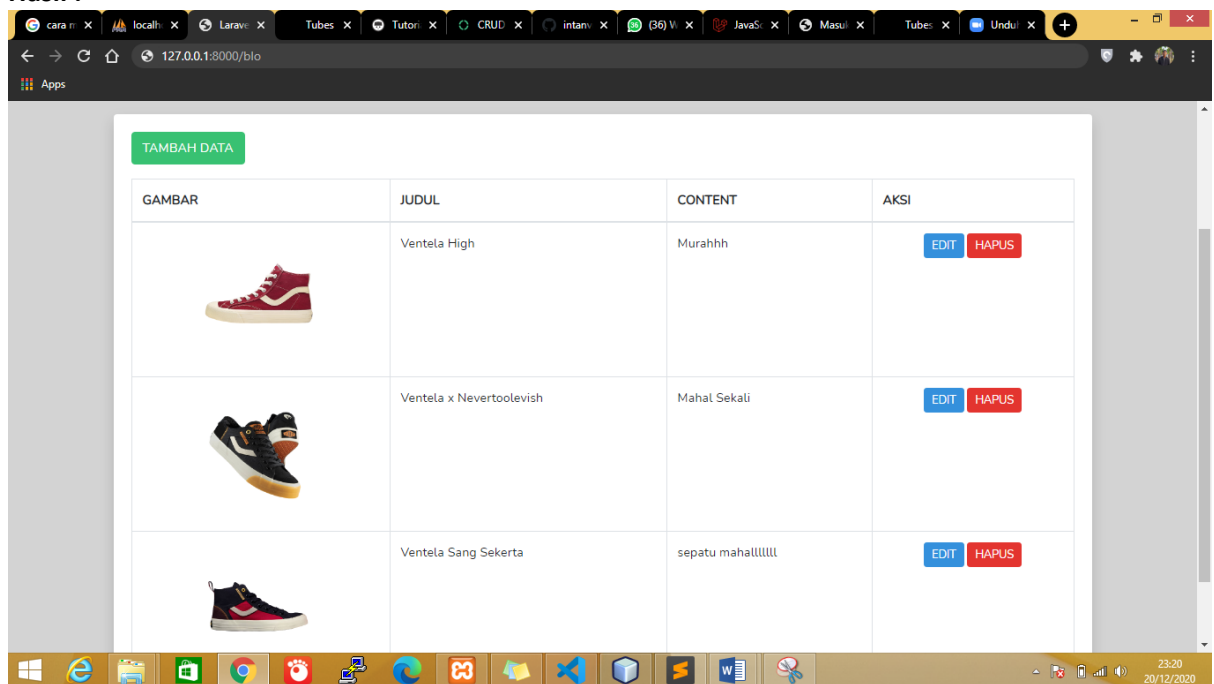 cara m
localh
Larave
Tubes
Tutori
CRUD
intanv
(36) W
JavaSc
Masuk
Tubes
Unduh
127.0.0.1:8000/blo
Apps
TAMBAH DATA
GAMBAR JUDUL CONTENT AKSI
Ventela High Murahhh EDIT HAPUS
Ventela x Nevertoolevish Mahal Sekali EDIT HAPUS
Ventela Sang Sekerta sepatu mahalllllll EDIT HAPUS
23:20
20/12/2020